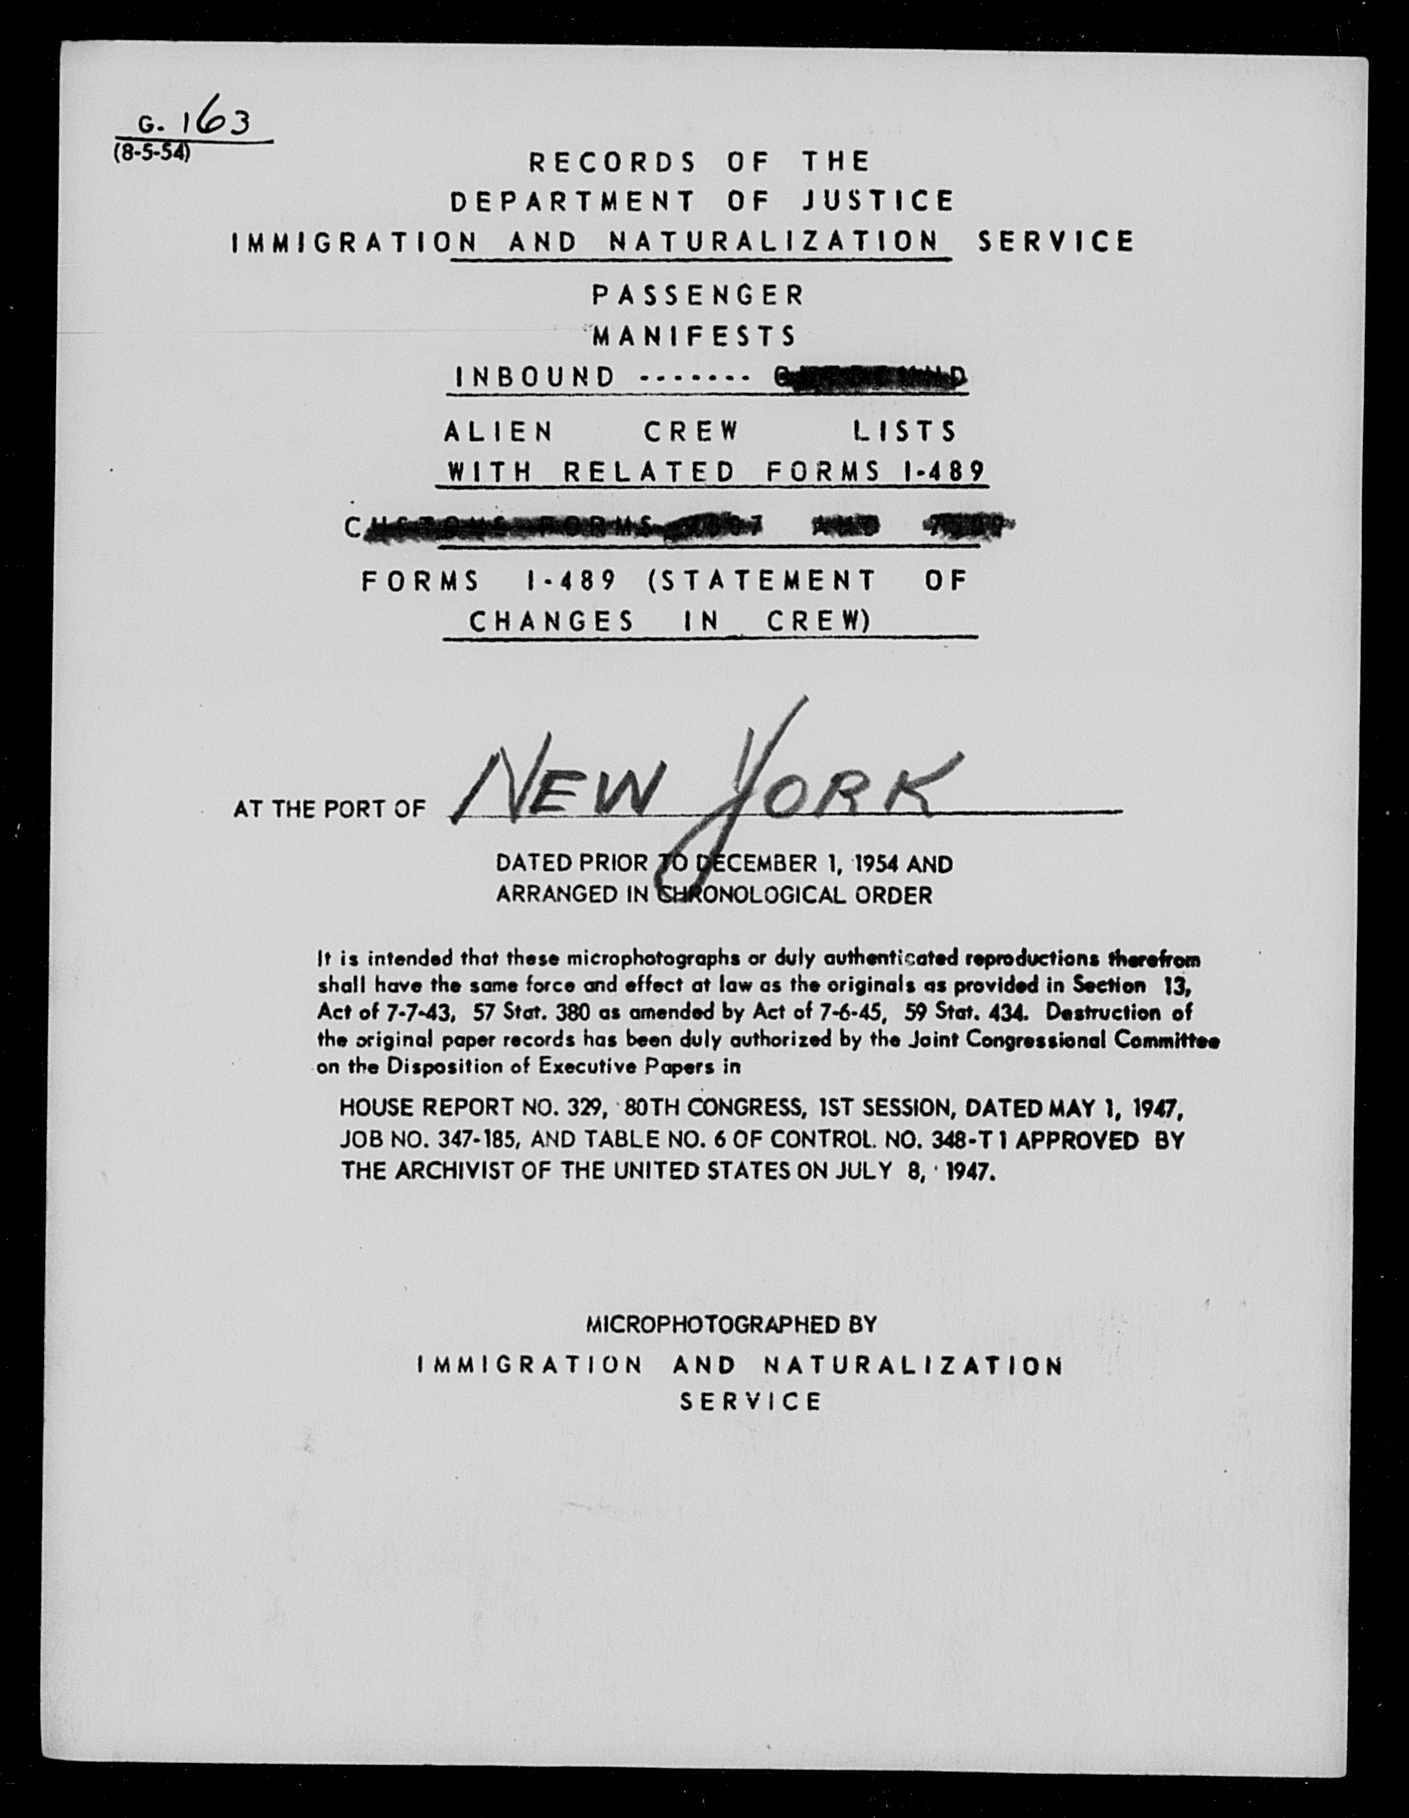 G. 163
(8-5-54)
RECORDS OF THE
DEPARTMENT OF JUSTICE
IMMIGRATION AND NATURALIZATION SERVICE
PASSENGER
MANIFESTS
INBOUND -------
ALIEN CREW LISTS
WITH RELATED FORMS I-489
FORMS I-489 (STATEMENT OF
CHANGES IN CREW)
AT THE PORT OF NEW YORK
DATED PRIOR TO DECEMBER 1, 1954 AND
ARRANGED IN CHRONOLOGICAL ORDER
It is intended that these microphotographs or duly authenticated reproductions therefrom
shall have the same force and effect at law as the originals as provided in Section 13,
Act of 7-7-43, 57 Stat. 380 as amended by Act of 7-6-45, 59 Stat. 434. Destruction of
the original paper records has been duly authorized by the Joint Congressional Committee
on the Disposition of Executive Papers in
HOUSE REPORT NO. 329, 80TH CONGRESS, 1ST SESSION, DATED MAY 1, 1947,
JOB NO. 347-185, AND TABLE NO. 6 OF CONTROL NO. 348-T1 APPROVED BY
THE ARCHIVIST OF THE UNITED STATES ON JULY 8, 1947.
MICROPHOTOGRAPHED BY
IMMIGRATION AND NATURALIZATION
SERVICE